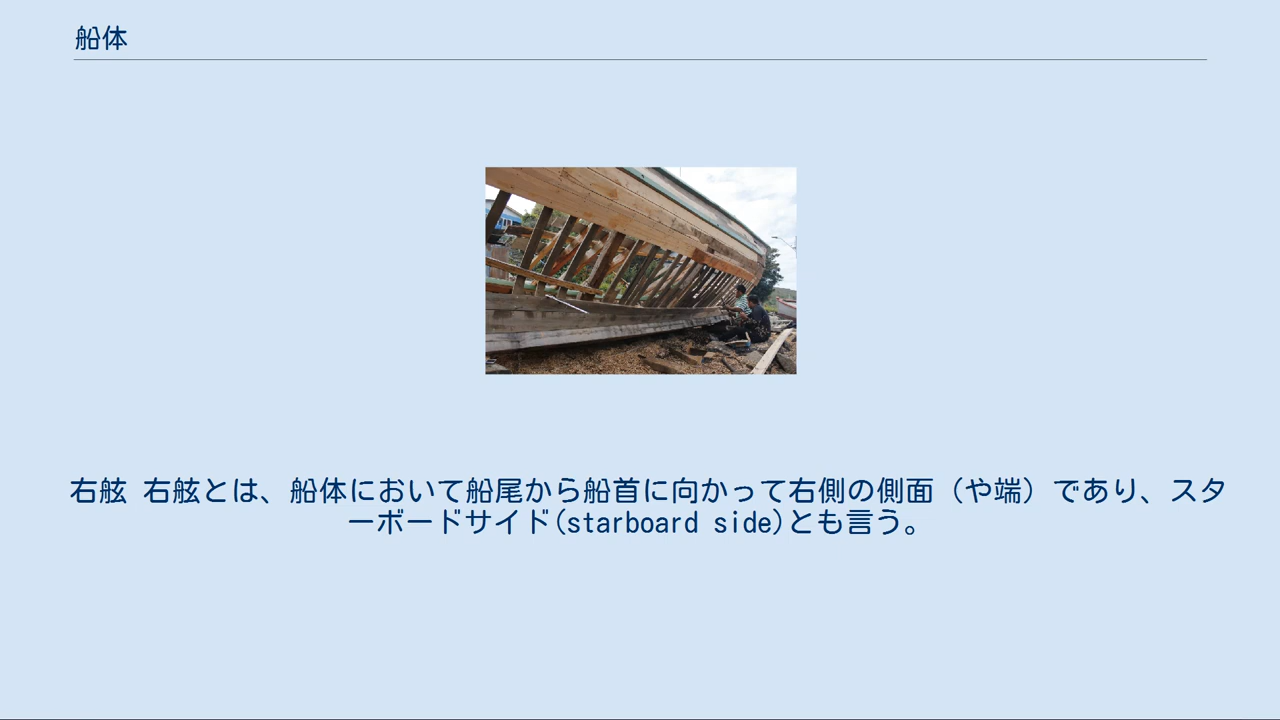 船体
右舷 右舷とは、船体において船尾から船首に向かって右側の側面（や端）であり、スタ
ーボードサイド(starboard side)とも言う。